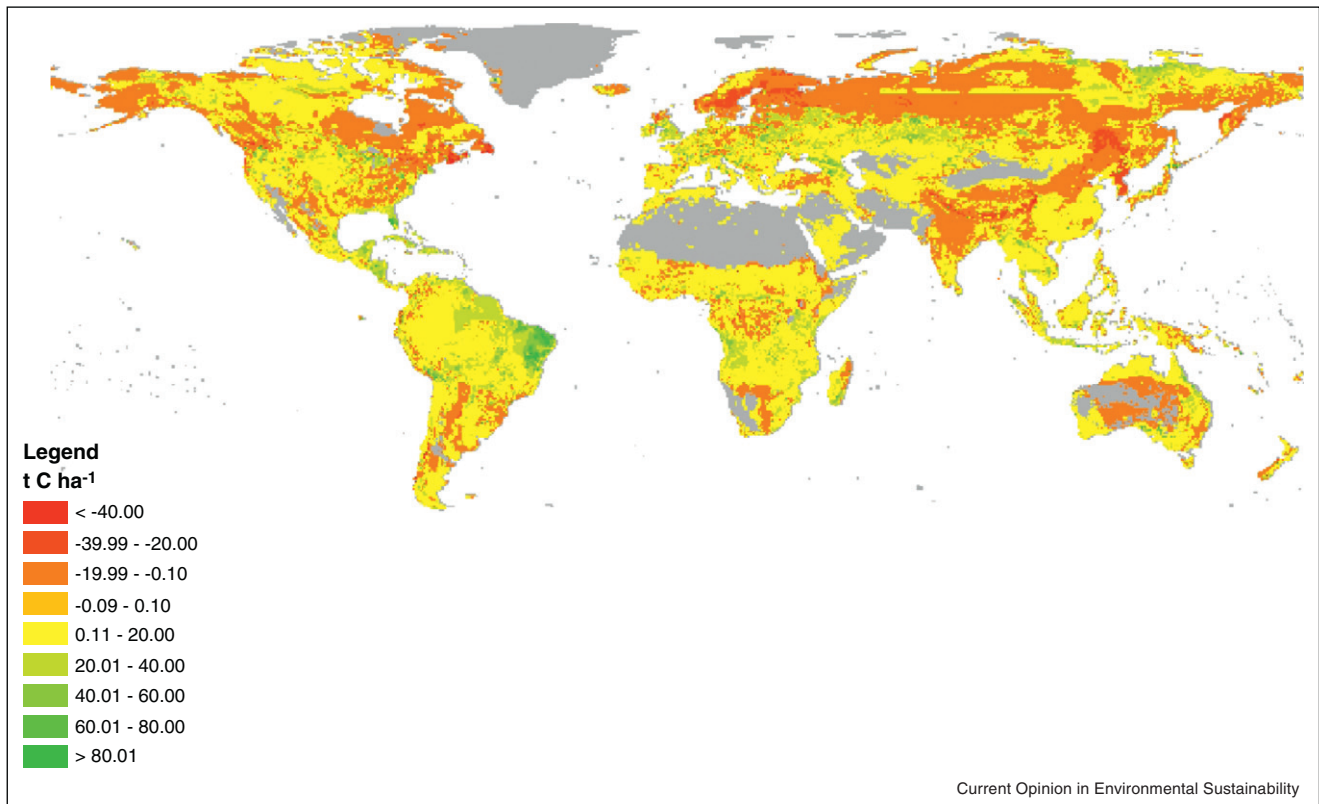 Legend
t C ha-1
< -40.00
-39.99 - -20.00
-19.99 - -0.10
-0.09 - 0.10
0.11 - 20.00
20.01 - 40.00
40.01 - 60.00
60.01 - 80.00
> 80.01
Current Opinion in Environmental Sustainability